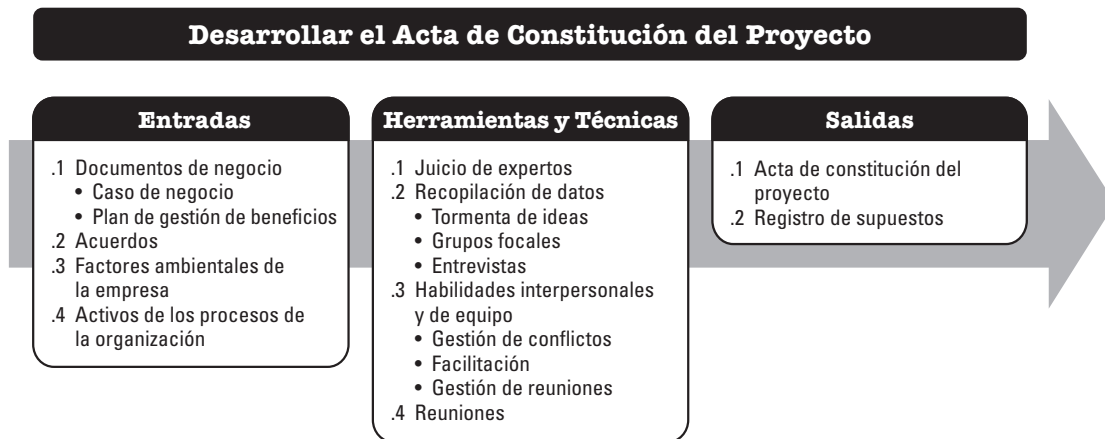 Desarrollar el Acta de Constitución del Proyecto
Entradas
.1 Documentos de negocio
• Caso de negocio
• Plan de gestión de beneficios
.2 Acuerdos
.3 Factores ambientales de
la empresa
.4 Activos de los procesos de
la organización
Herramientas y Técnicas
.1 Juicio de expertos
.2 Recopilación de datos
• Tormenta de ideas
• Grupos focales
• Entrevistas
.3 Habilidades interpersonales
y de equipo
• Gestión de conflictos
• Facilitación
• Gestión de reuniones
.4 Reuniones
Salidas
.1 Acta de constitución del
proyecto
.2 Registro de supuestos